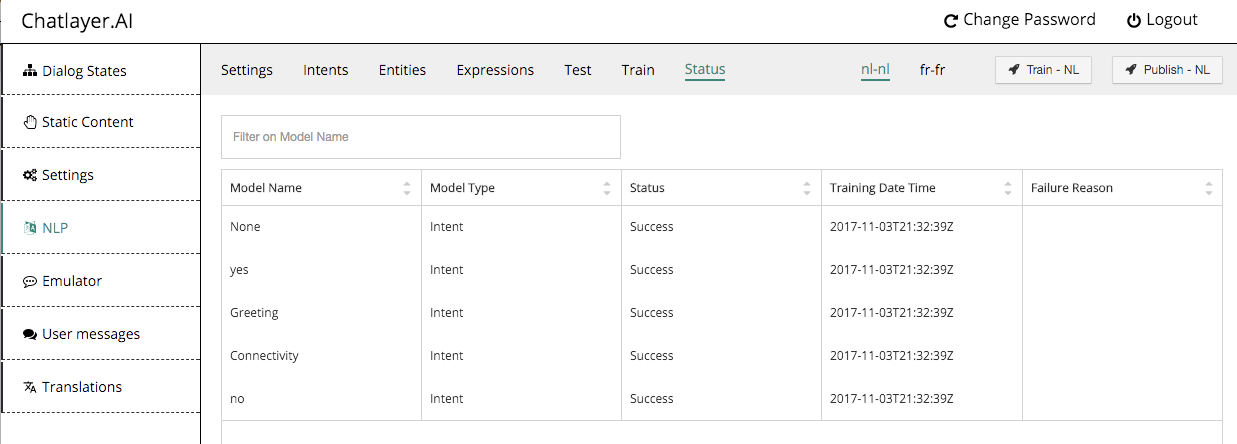 Chatlayer.AI
Change Password Logout
Dialog States
Static Content
Settings
NLP
Emulator
User messages
Translations
Settings Intents Entities Expressions Test Train Status nl-nl fr-fr Train - NL Publish - NL
Filter on Model Name
Model Name Model Type Status Training Date Time Failure Reason
None Intent Success 2017-11-03T21:32:39Z
yes Intent Success 2017-11-03T21:32:39Z
Greeting Intent Success 2017-11-03T21:32:39Z
Connectivity Intent Success 2017-11-03T21:32:39Z
no Intent Success 2017-11-03T21:32:39Z